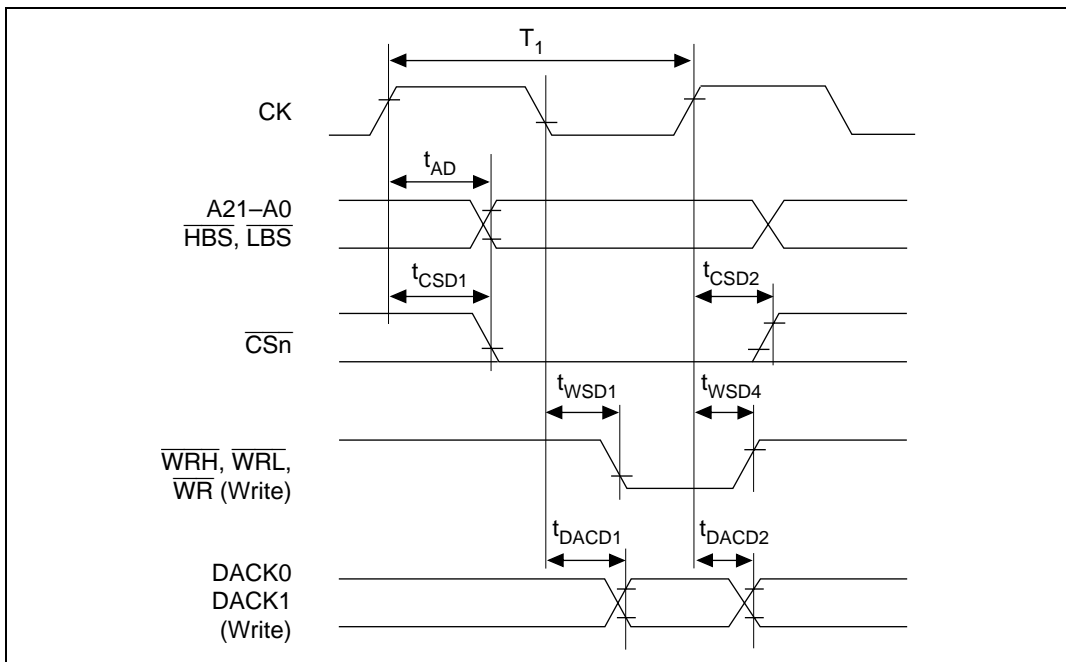 T1
CK
tAD
A21–A0
HBS, LBS
tCSD1
tCSD2
CSn
tWSD1
tWSD4
WRH, WRL,
WR (Write)
tDACD1
tDACD2
DACK0
DACK1
(Write)